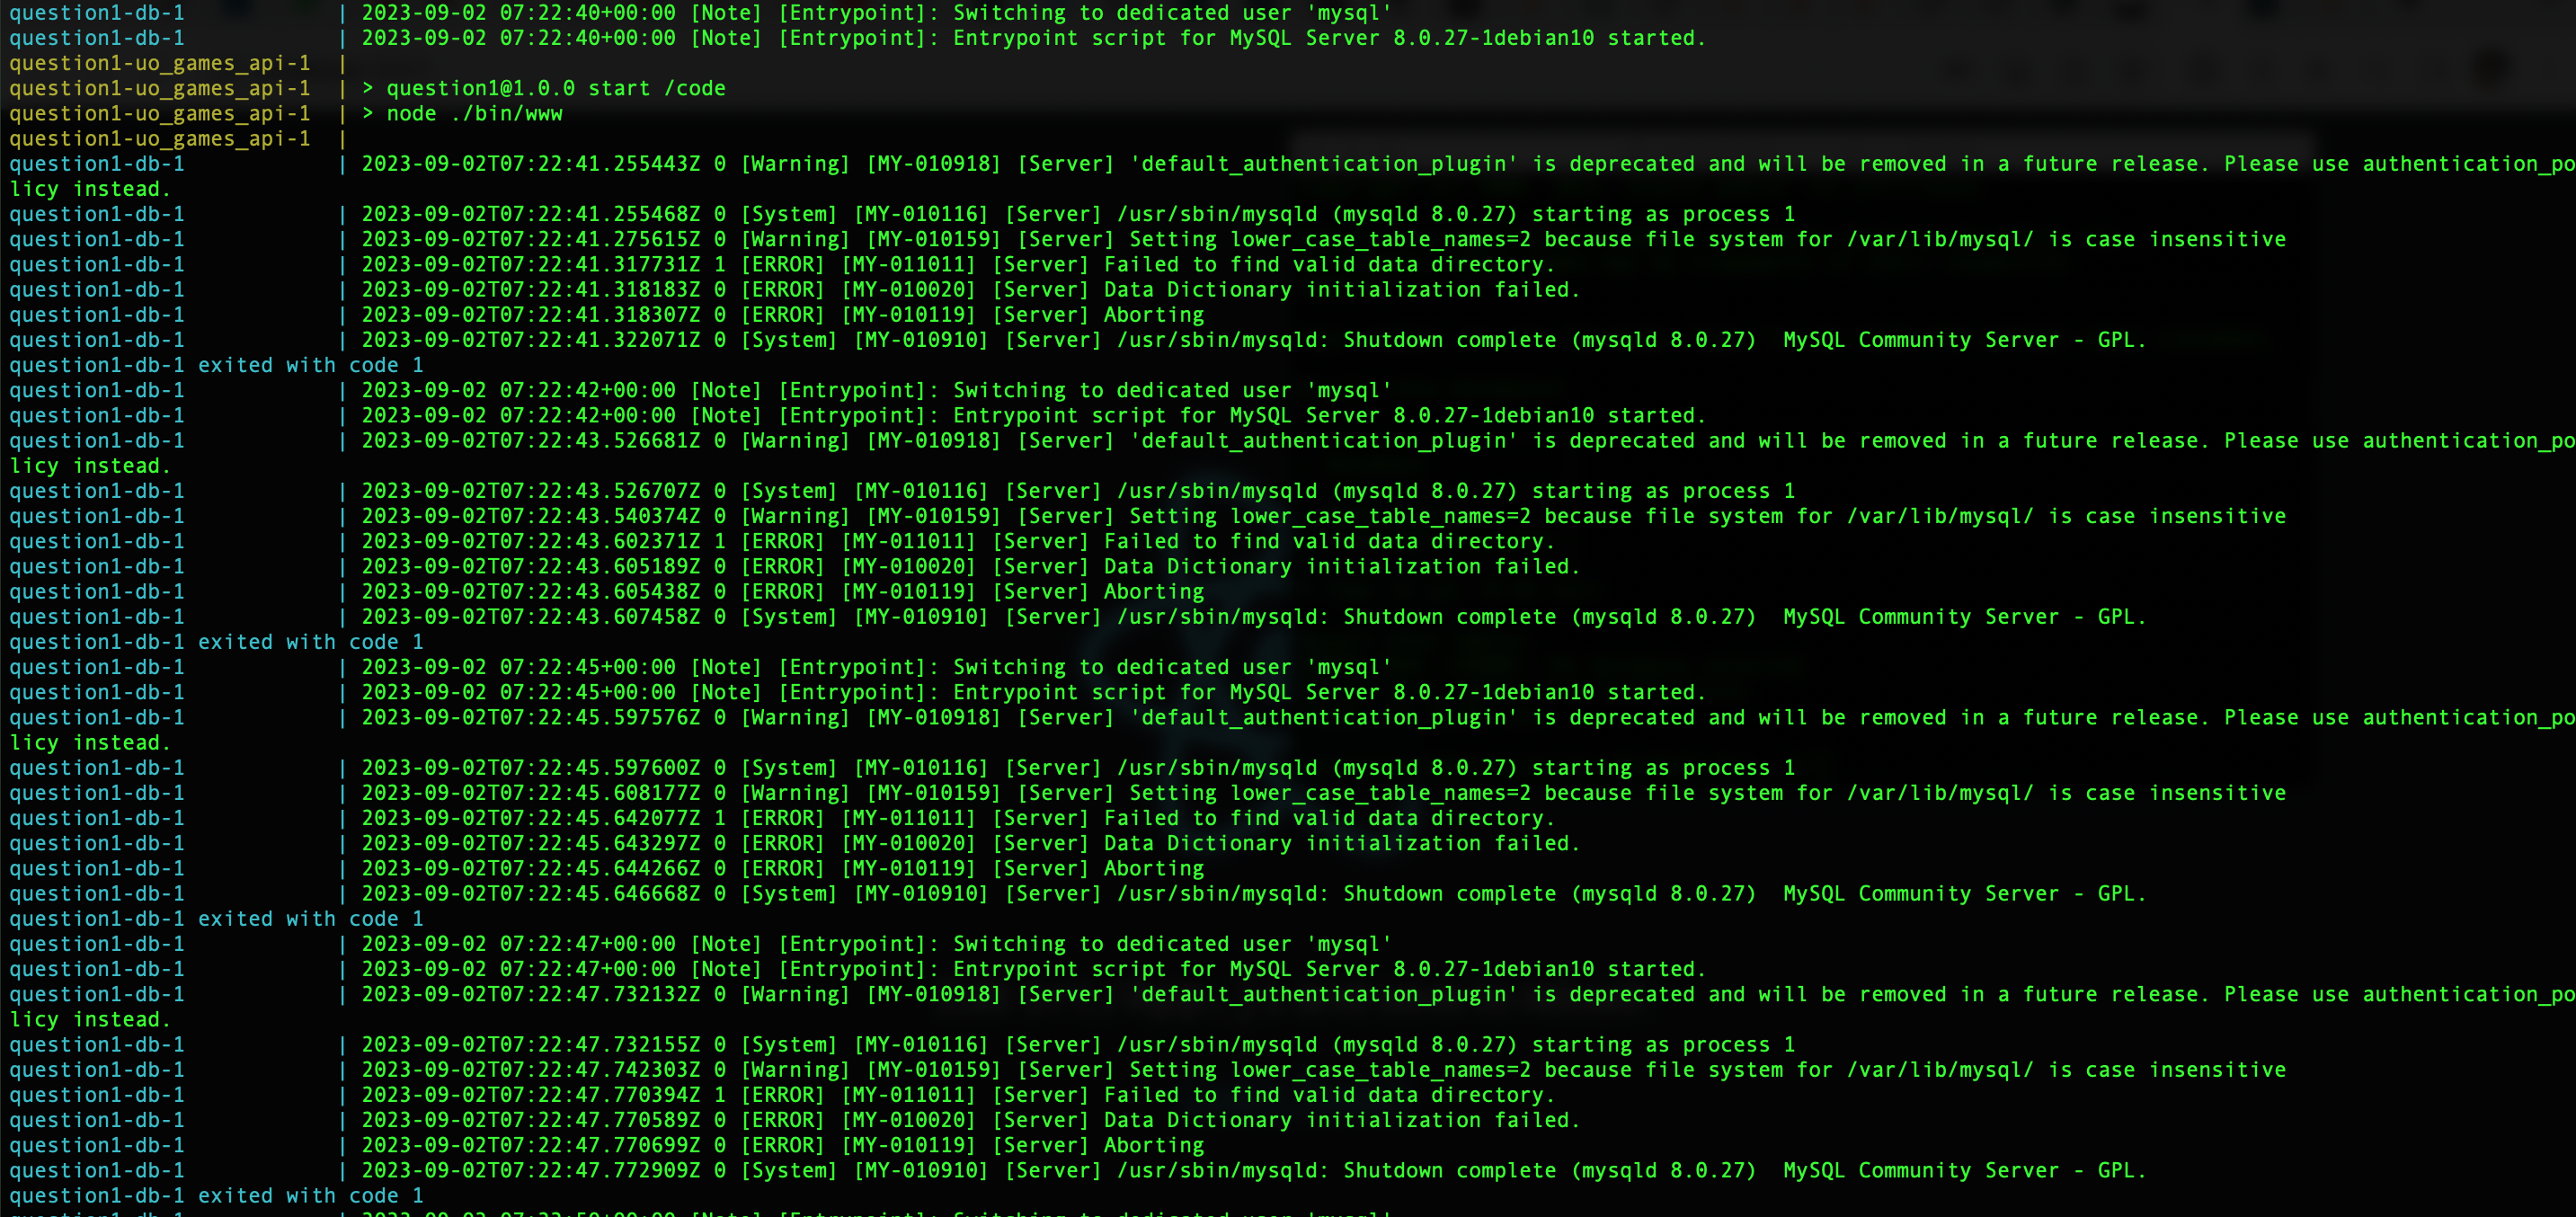 question1-db-1             | 2023-09-02 07:22:40+00:00 [Note] [Entrypoint]: Switching to dedicated user 'mysql'
question1-db-1             | 2023-09-02 07:22:40+00:00 [Note] [Entrypoint]: Entrypoint script for MySQL Server 8.0.27-1debian10 started.
question1-uo_games_api-1  |
question1-uo_games_api-1  | > question1@1.0.0 start /code
question1-uo_games_api-1  | > node ./bin/www
question1-uo_games_api-1  |
question1-db-1             | 2023-09-02T07:22:41.255443Z 0 [Warning] [MY-010918] [Server] 'default_authentication_plugin' is deprecated and will be removed in a future release. Please use authentication_po
licy instead.
question1-db-1             | 2023-09-02T07:22:41.255468Z 0 [System] [MY-010116] [Server] /usr/sbin/mysqld (mysqld 8.0.27) starting as process 1
question1-db-1             | 2023-09-02T07:22:41.275615Z 0 [Warning] [MY-010159] [Server] Setting lower_case_table_names=2 because file system for /var/lib/mysql/ is case insensitive
question1-db-1             | 2023-09-02T07:22:41.317731Z 1 [ERROR] [MY-011011] [Server] Failed to find valid data directory.
question1-db-1             | 2023-09-02T07:22:41.318183Z 0 [ERROR] [MY-010020] [Server] Data Dictionary initialization failed.
question1-db-1             | 2023-09-02T07:22:41.318307Z 0 [ERROR] [MY-010119] [Server] Aborting
question1-db-1             | 2023-09-02T07:22:41.322071Z 0 [System] [MY-010910] [Server] /usr/sbin/mysqld: Shutdown complete (mysqld 8.0.27)  MySQL Community Server - GPL.
question1-db-1 exited with code 1
question1-db-1             | 2023-09-02 07:22:42+00:00 [Note] [Entrypoint]: Switching to dedicated user 'mysql'
question1-db-1             | 2023-09-02 07:22:42+00:00 [Note] [Entrypoint]: Entrypoint script for MySQL Server 8.0.27-1debian10 started.
question1-db-1             | 2023-09-02T07:22:43.526681Z 0 [Warning] [MY-010918] [Server] 'default_authentication_plugin' is deprecated and will be removed in a future release. Please use authentication_po
licy instead.
question1-db-1             | 2023-09-02T07:22:43.526707Z 0 [System] [MY-010116] [Server] /usr/sbin/mysqld (mysqld 8.0.27) starting as process 1
question1-db-1             | 2023-09-02T07:22:43.540374Z 0 [Warning] [MY-010159] [Server] Setting lower_case_table_names=2 because file system for /var/lib/mysql/ is case insensitive
question1-db-1             | 2023-09-02T07:22:43.602371Z 1 [ERROR] [MY-011011] [Server] Failed to find valid data directory.
question1-db-1             | 2023-09-02T07:22:43.605189Z 0 [ERROR] [MY-010020] [Server] Data Dictionary initialization failed.
question1-db-1             | 2023-09-02T07:22:43.605438Z 0 [ERROR] [MY-010119] [Server] Aborting
question1-db-1             | 2023-09-02T07:22:43.607458Z 0 [System] [MY-010910] [Server] /usr/sbin/mysqld: Shutdown complete (mysqld 8.0.27)  MySQL Community Server - GPL.
question1-db-1 exited with code 1
question1-db-1             | 2023-09-02 07:22:45+00:00 [Note] [Entrypoint]: Switching to dedicated user 'mysql'
question1-db-1             | 2023-09-02 07:22:45+00:00 [Note] [Entrypoint]: Entrypoint script for MySQL Server 8.0.27-1debian10 started.
question1-db-1             | 2023-09-02T07:22:45.597576Z 0 [Warning] [MY-010918] [Server] 'default_authentication_plugin' is deprecated and will be removed in a future release. Please use authentication_po
licy instead.
question1-db-1             | 2023-09-02T07:22:45.597600Z 0 [System] [MY-010116] [Server] /usr/sbin/mysqld (mysqld 8.0.27) starting as process 1
question1-db-1             | 2023-09-02T07:22:45.608177Z 0 [Warning] [MY-010159] [Server] Setting lower_case_table_names=2 because file system for /var/lib/mysql/ is case insensitive
question1-db-1             | 2023-09-02T07:22:45.642077Z 1 [ERROR] [MY-011011] [Server] Failed to find valid data directory.
question1-db-1             | 2023-09-02T07:22:45.643297Z 0 [ERROR] [MY-010020] [Server] Data Dictionary initialization failed.
question1-db-1             | 2023-09-02T07:22:45.644266Z 0 [ERROR] [MY-010119] [Server] Aborting
question1-db-1             | 2023-09-02T07:22:45.646668Z 0 [System] [MY-010910] [Server] /usr/sbin/mysqld: Shutdown complete (mysqld 8.0.27)  MySQL Community Server - GPL.
question1-db-1 exited with code 1
question1-db-1             | 2023-09-02 07:22:47+00:00 [Note] [Entrypoint]: Switching to dedicated user 'mysql'
question1-db-1             | 2023-09-02 07:22:47+00:00 [Note] [Entrypoint]: Entrypoint script for MySQL Server 8.0.27-1debian10 started.
question1-db-1             | 2023-09-02T07:22:47.732132Z 0 [Warning] [MY-010918] [Server] 'default_authentication_plugin' is deprecated and will be removed in a future release. Please use authentication_po
licy instead.
question1-db-1             | 2023-09-02T07:22:47.732155Z 0 [System] [MY-010116] [Server] /usr/sbin/mysqld (mysqld 8.0.27) starting as process 1
question1-db-1             | 2023-09-02T07:22:47.742303Z 0 [Warning] [MY-010159] [Server] Setting lower_case_table_names=2 because file system for /var/lib/mysql/ is case insensitive
question1-db-1             | 2023-09-02T07:22:47.770394Z 1 [ERROR] [MY-011011] [Server] Failed to find valid data directory.
question1-db-1             | 2023-09-02T07:22:47.770589Z 0 [ERROR] [MY-010020] [Server] Data Dictionary initialization failed.
question1-db-1             | 2023-09-02T07:22:47.770699Z 0 [ERROR] [MY-010119] [Server] Aborting
question1-db-1             | 2023-09-02T07:22:47.772909Z 0 [System] [MY-010910] [Server] /usr/sbin/mysqld: Shutdown complete (mysqld 8.0.27)  MySQL Community Server - GPL.
question1-db-1 exited with code 1